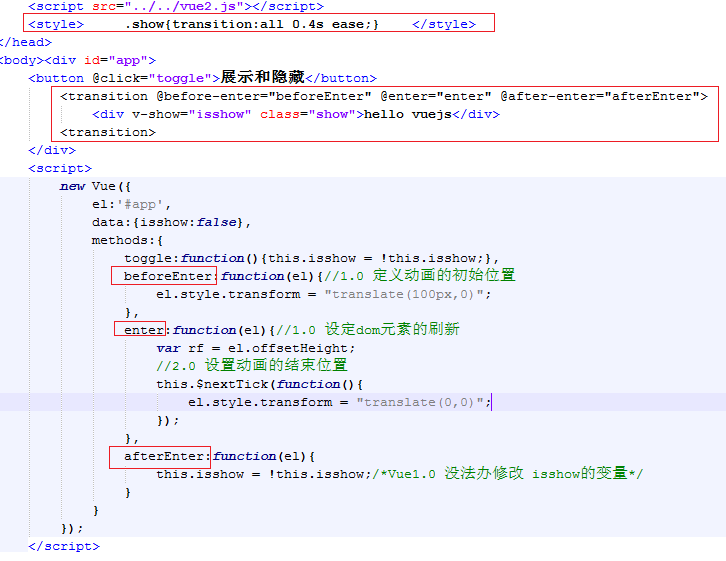 <script src="../../vue2.js"></script>
<style> .show{transition:all 0.4s ease;} </style>
</head>
<body><div id="app">
<button @click="toggle">展示和隐藏</button>
<transition @before-enter="beforeEnter" @enter="enter" @after-enter="afterEnter">
<div v-show="isshow" class="show">hello vuejs</div>
<transition>
</div>
<script>
new Vue({
el:'#app',
data:{isshow:false},
methods:{
toggle:function(){this.isshow = !this.isshow;},
beforeEnter:function(el){//1.0 定义动画的初始位置
el.style.transform = "translate(100px,0)";
},
enter:function(el){//1.0 设定dom元素的刷新
var rf = el.offsetHeight;
//2.0 设置动画的结束位置
this.$nextTick(function(){
el.style.transform = "translate(0,0)";
});
},
afterEnter:function(el){
this.isshow = !this.isshow;/*Vue1.0 没法办修改 isshow的变量*/
}
}
});
</script>